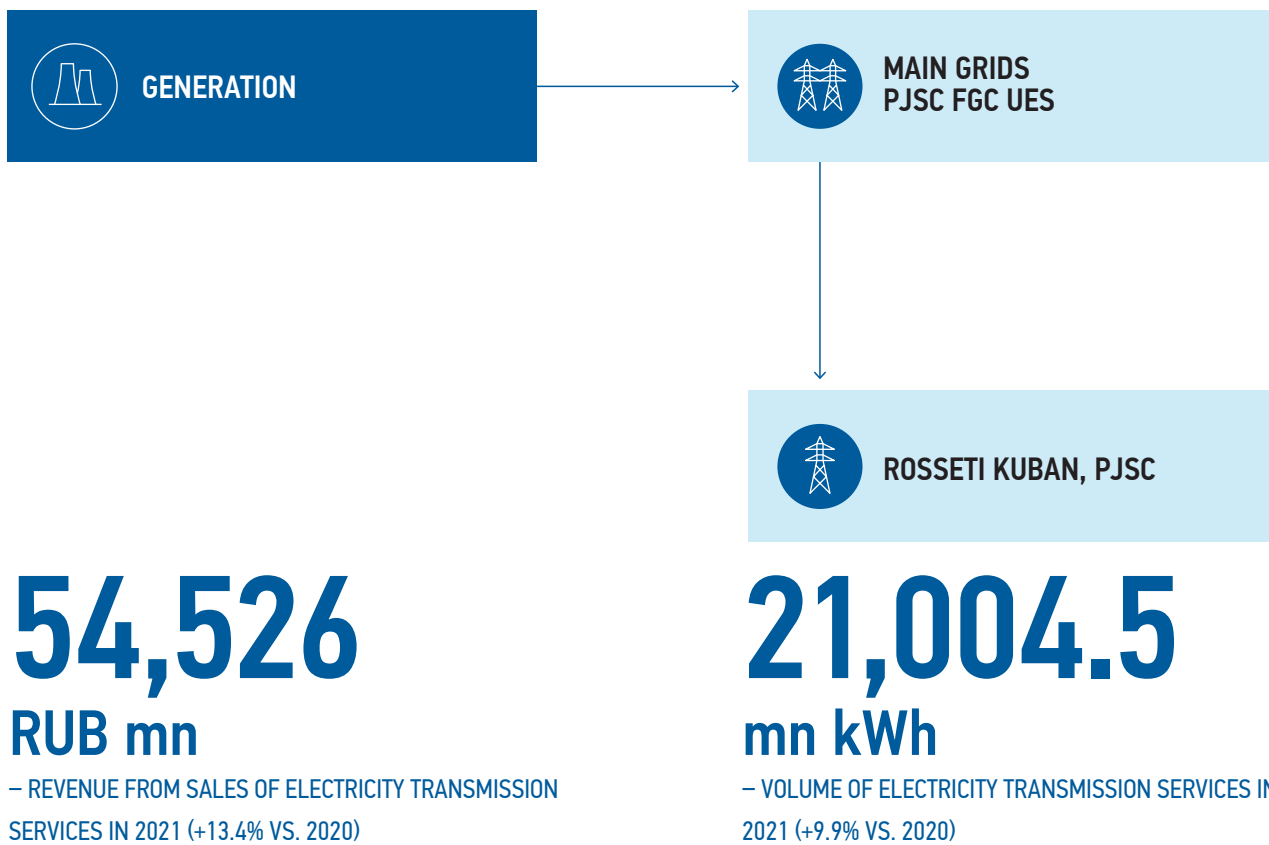 GENERATION
MAIN GRIDS
PJSC FGC UES
ROSSETI KUBAN, PJSC
54,526
RUB mn
– REVENUE FROM SALES OF ELECTRICITY TRANSMISSION
SERVICES IN 2021 (+13.4% VS. 2020)
21,004.5
mn kWh
– VOLUME OF ELECTRICITY TRANSMISSION SERVICES IN
2021 (+9.9% VS. 2020)